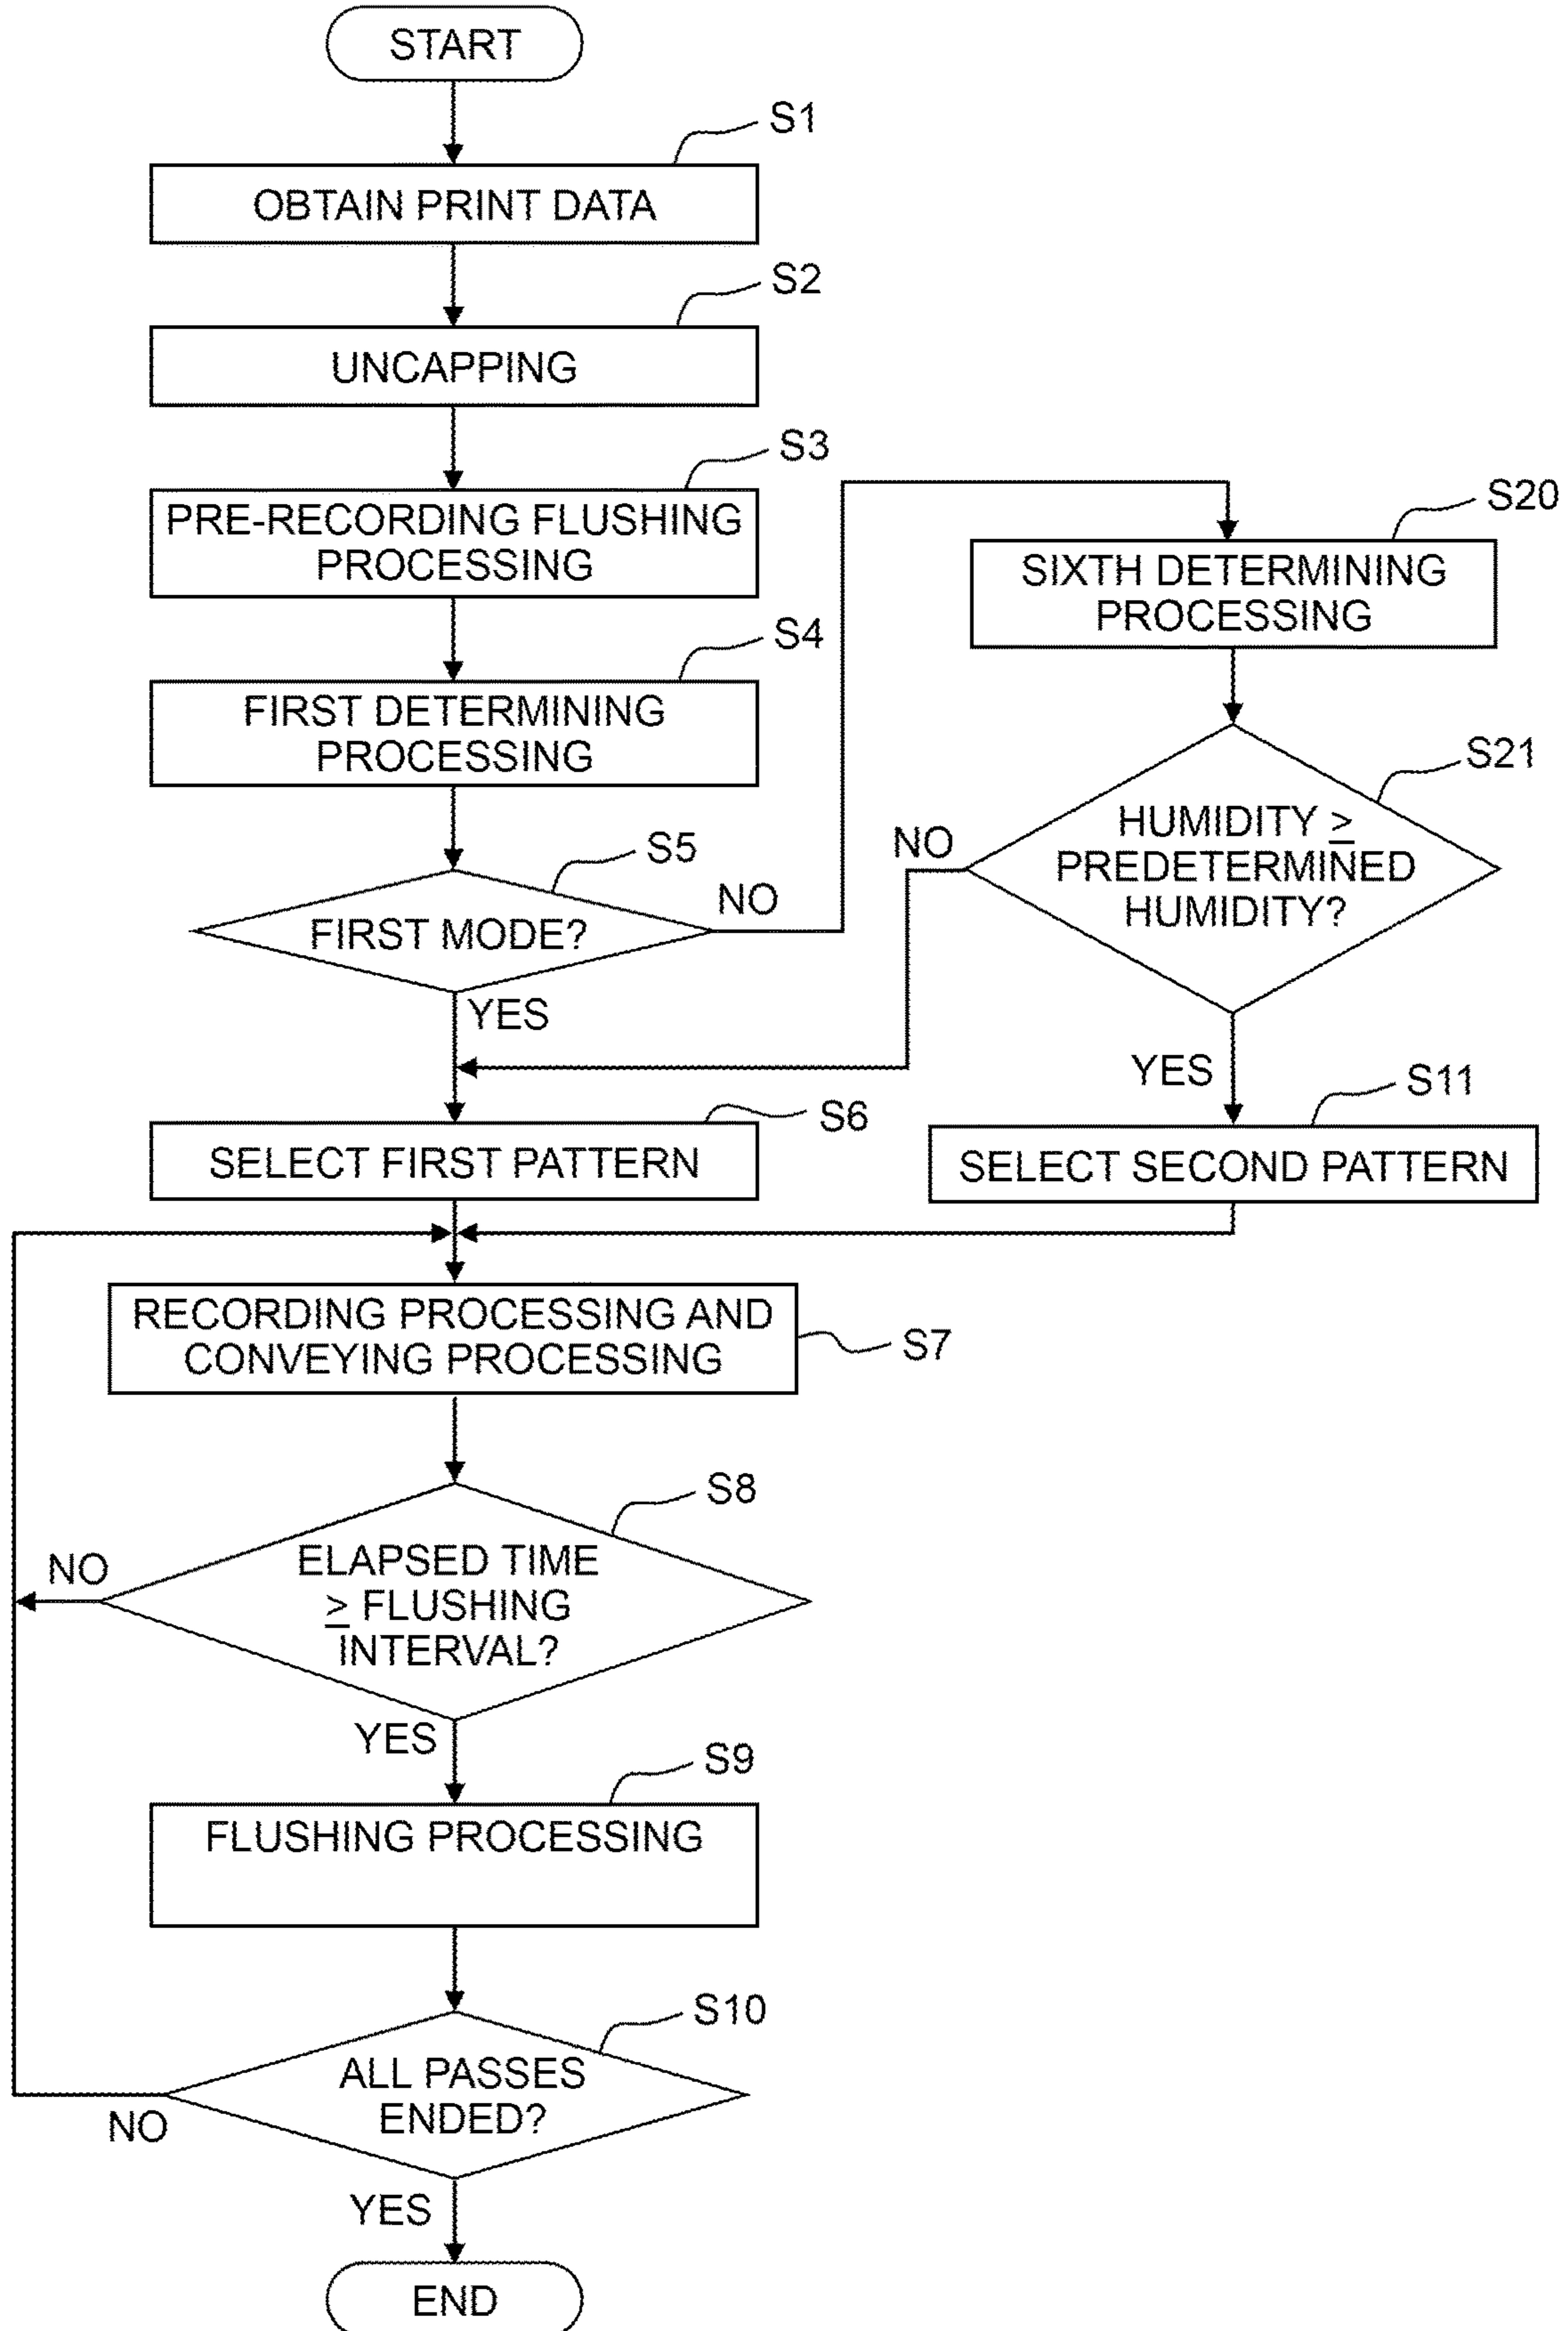 START
S1
OBTAIN PRINT DATA
S2
UNCAPPING
S3
PRE-RECORDING FLUSHING
PROCESSING
S4
FIRST DETERMINING
PROCESSING
S5
FIRST MODE?
NO
YES
S20
SIXTH DETERMINING
PROCESSING
S21
HUMIDITY ≥
PREDETERMINED
HUMIDITY?
NO
YES
S6
SELECT FIRST PATTERN
S11
SELECT SECOND PATTERN
RECORDING PROCESSING AND
CONVEYING PROCESSING
S7
S8
ELAPSED TIME
≥ FLUSHING
INTERVAL?
NO
YES
S9
FLUSHING PROCESSING
S10
ALL PASSES
ENDED?
NO
YES
END